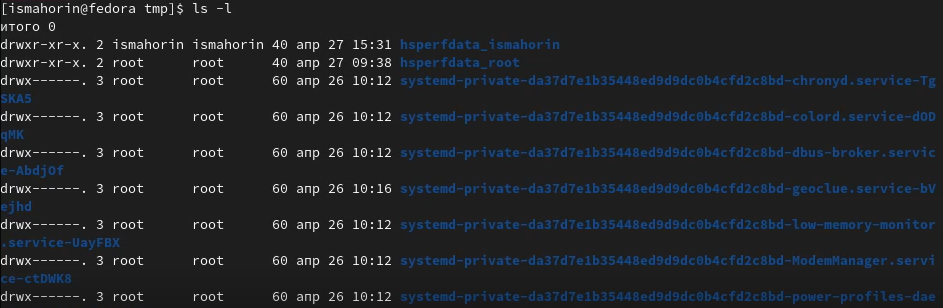 [ismahorin@fedora tmp]$ ls -l
итого 0
drwxr-xr-x. 2 ismahorin ismahorin 40 апр 27 15:31 hsperfdata_ismahorin
drwxr-xr-x. 2 root      root      40 апр 27 09:38 hsperfdata_root
drwx------. 3 root      root      60 апр 26 10:12 systemd-private-da37d7e1b35448ed9d9dc0b4cfd2c8bd-chronyd.service-Tg
SKA5
drwx------. 3 root      root      60 апр 26 10:12 systemd-private-da37d7e1b35448ed9d9dc0b4cfd2c8bd-colord.service-dOD
qMK
drwx------. 3 root      root      60 апр 26 10:12 systemd-private-da37d7e1b35448ed9d9dc0b4cfd2c8bd-dbus-broker.servic
e-AbdjOf
drwx------. 3 root      root      60 апр 26 10:16 systemd-private-da37d7e1b35448ed9d9dc0b4cfd2c8bd-geoclue.service-bV
ejhd
drwx------. 3 root      root      60 апр 26 10:12 systemd-private-da37d7e1b35448ed9d9dc0b4cfd2c8bd-low-memory-monitor
.service-UayFBX
drwx------. 3 root      root      60 апр 26 10:12 systemd-private-da37d7e1b35448ed9d9dc0b4cfd2c8bd-ModemManager.servi
ce-ctDWK8
drwx------. 3 root      root      60 апр 26 10:12 systemd-private-da37d7e1b35448ed9d9dc0b4cfd2c8bd-power-profiles-dae